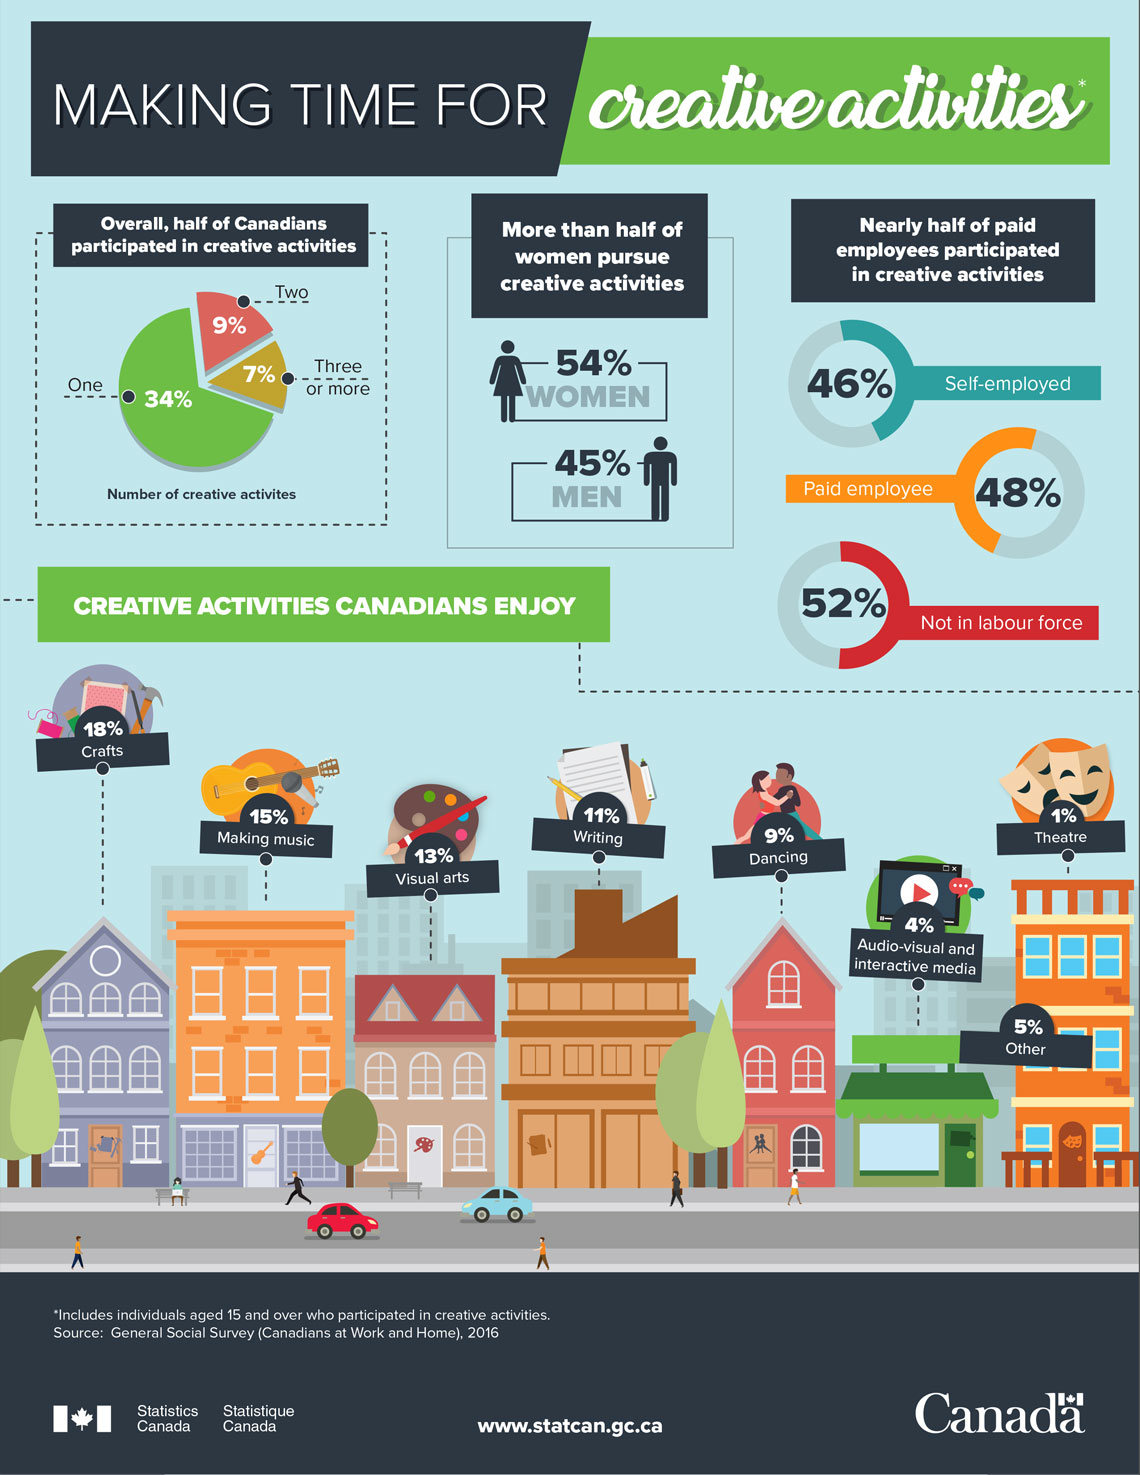 MAKING TIME FOR creative activities*
Overall, half of Canadians
participated in creative activities
Two
9%
7%
Three
or more
One
34%
Number of creative activites
More than half of
women pursue
creative activities
54%
WOMEN
45%
MEN
Nearly half of paid
employees participated
in creative activities
46%
Self-employed
Paid employee
48%
52%
Not in labour force
CREATIVE ACTIVITIES CANADIANS ENJOY
18%
Crafts
15%
Making music
13%
Visual arts
11%
Writing
9%
Dancing
4%
Audio-visual and
interactive media
1%
Theatre
5%
Other
*Includes individuals aged 15 and over who participated in creative activities.
Source: General Social Survey (Canadians at Work and Home), 2016
Statistics
Canada
Statistique
Canada
www.statcan.gc.ca
Canada